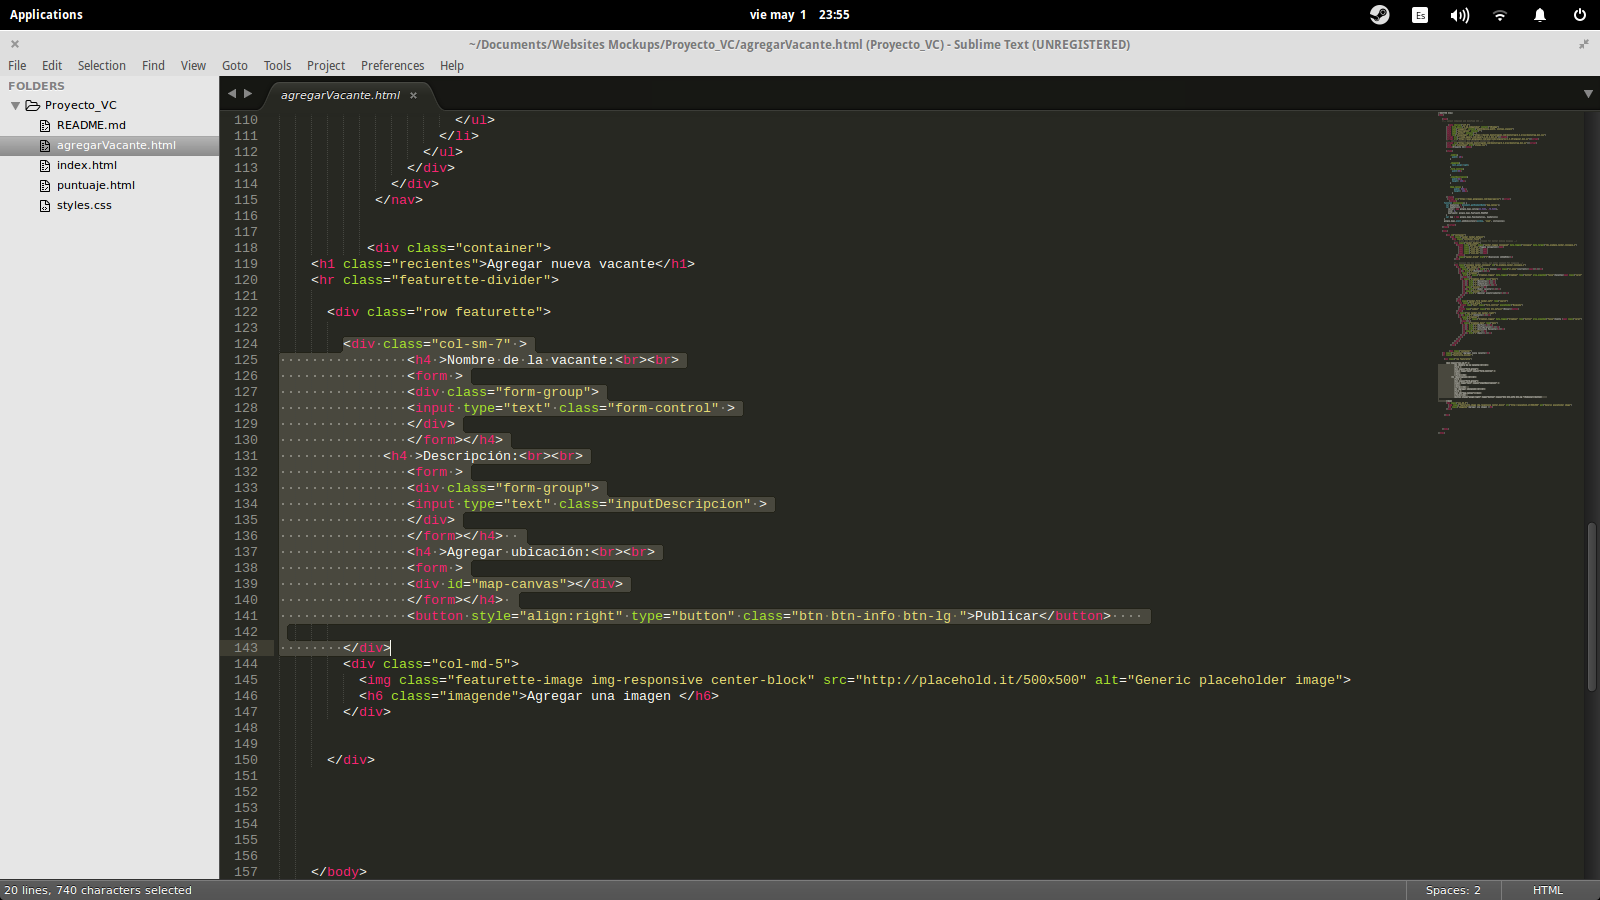 Applications
vie may 1 23:55
Es
~/Documents/Websites Mockups/Proyecto_VC/agregarVacante.html (Proyecto_VC) - Sublime Text (UNREGISTERED)
File Edit Selection Find View Goto Tools Project Preferences Help
FOLDERS
Proyecto_VC
README.md
agregarVacante.html
index.html
puntuaje.html
styles.css
agregarVacante.html ×
110 </ul>
111 </li>
112 </ul>
113 </div>
114 </div>
115 </nav>
116
117
118 <div class="container">
119 <h1 class="recientes">Agregar nueva vacante</h1>
120 <hr class="featurette-divider">
121
122 <div class="row featurette">
123
124 <div class="col-sm-7" >
125 <h4 >Nombre de la vacante:<br><br>
126 <form >
127 <div class="form-group">
128 <input type="text" class="form-control" >
129 </div>
130 </form></h4>
131 <h4 >Descripción:<br><br>
132 <form >
133 <div class="form-group">
134 <input type="text" class="inputDescripcion" >
135 </div>
136 </form></h4>
137 <h4 >Agregar ubicación:<br><br>
138 <form >
139 <div id="map-canvas"></div>
140 </form></h4>
141 <button style="align:right" type="button" class="btn btn-info btn-lg ">Publicar</button>
142
143 </div>
144 <div class="col-md-5">
145 <img class="featurette-image img-responsive center-block" src="http://placehold.it/500x500" alt="Generic placeholder image">
146 <h6 class="imagende">Agregar una imagen </h6>
147 </div>
148
149
150 </div>
151
152
153
154
155
156
157 </body>
20 lines, 740 characters selected
Spaces: 2
HTML